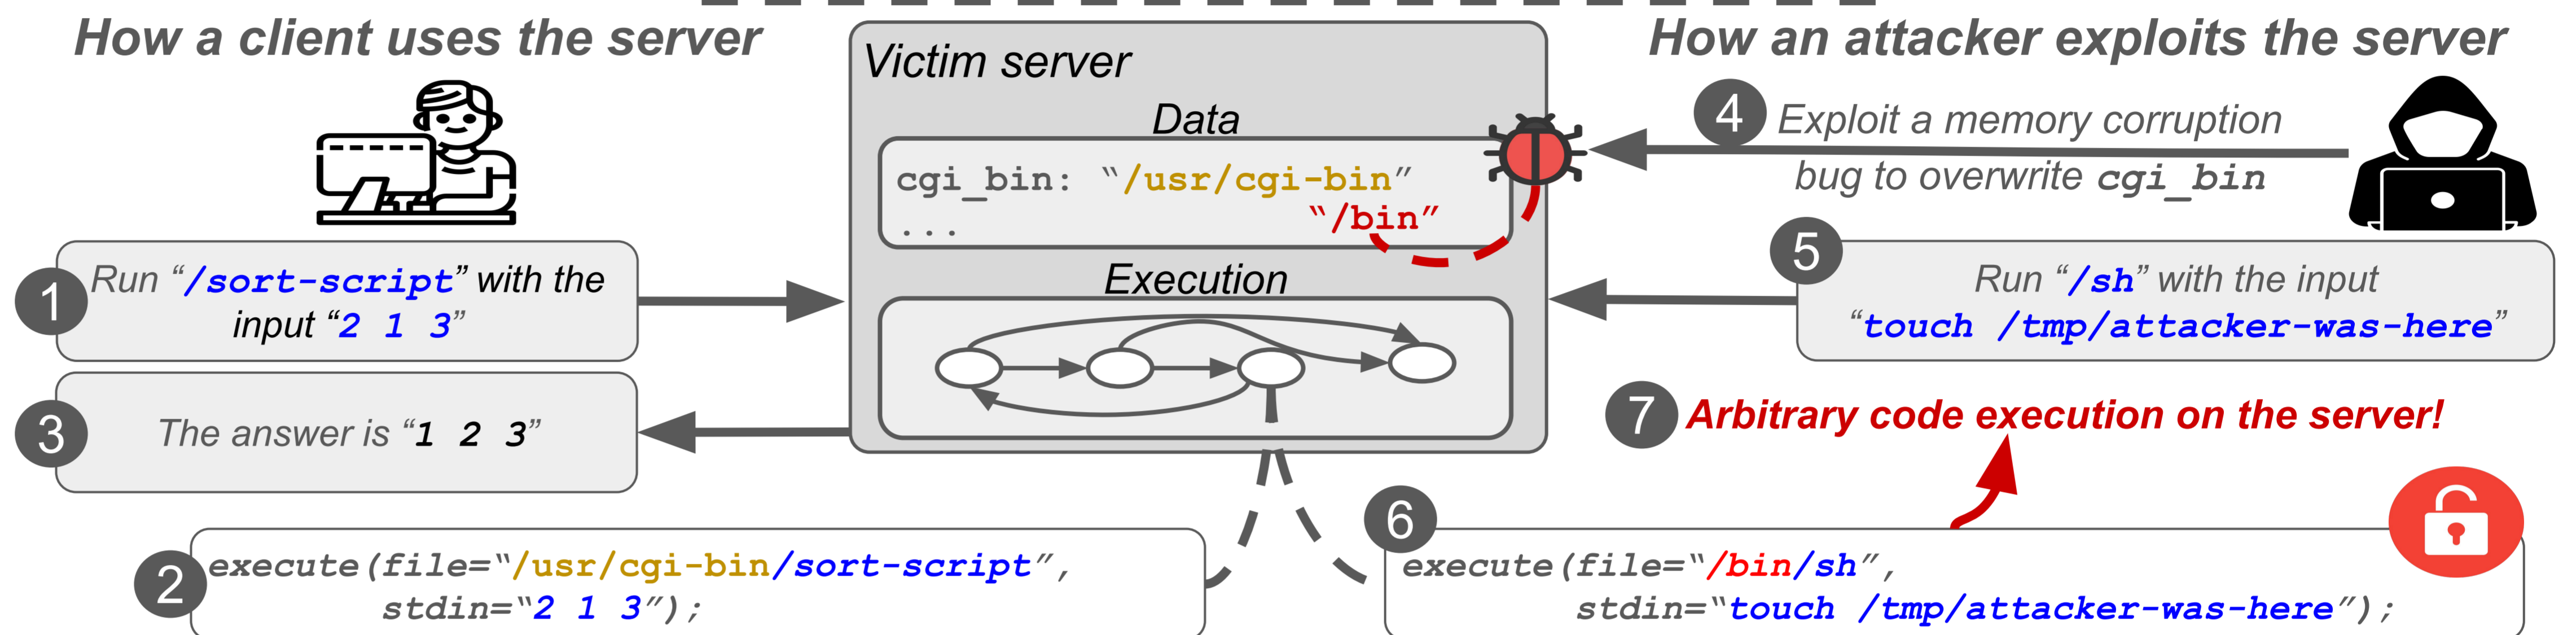 How a client uses the server
1
Run “/sort-script” with the
input “2 1 3”
3
The answer is “1 2 3”
2
execute(file=“/usr/cgi-bin/sort-script”,
stdin=“2 1 3”);
Victim server
Data
cgi_bin: “/usr/cgi-bin”
“/bin”
...
Execution
How an attacker exploits the server
4
Exploit a memory corruption
bug to overwrite cgi_bin
5
Run “/sh” with the input
“touch /tmp/attacker-was-here”
7
Arbitrary code execution on the server!
6
execute(file=“/bin/sh”,
stdin=“touch /tmp/attacker-was-here”);